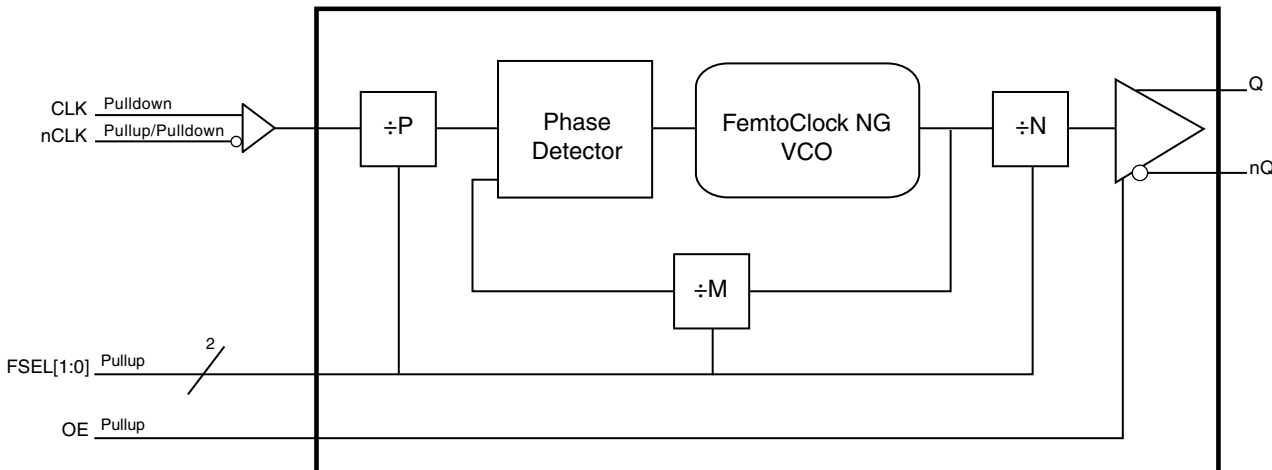 CLK Pulldown
nCLK Pullup/Pulldown
÷P
Phase
Detector
FemtoClock NG
VCO
÷N
Q
nQ
÷M
2
FSEL[1:0] Pullup
OE Pullup